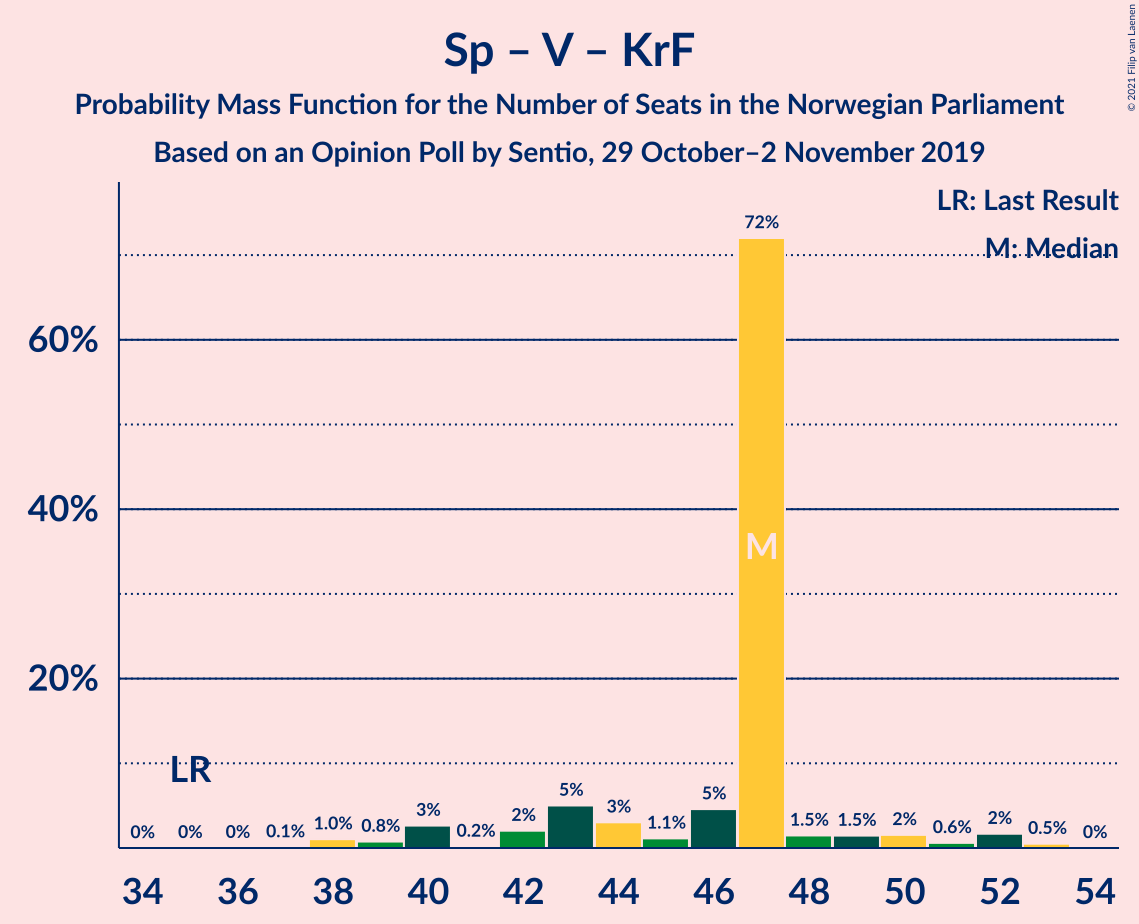 Sp – V – KrF
Probability Mass Function for the Number of Seats in the Norwegian Parliament
Based on an Opinion Poll by Sentio, 29 October–2 November 2019
© 2021 Filip van Laenen
LR: Last Result
M: Median
60%
40%
20%
LR
M
0% 0% 0% 0.1% 1.0% 0.8% 3% 0.2% 2% 5% 3% 1.1% 5% 72% 1.5% 1.5% 2% 0.6% 2% 0.5% 0%
34 36 38 40 42 44 46 48 50 52 54